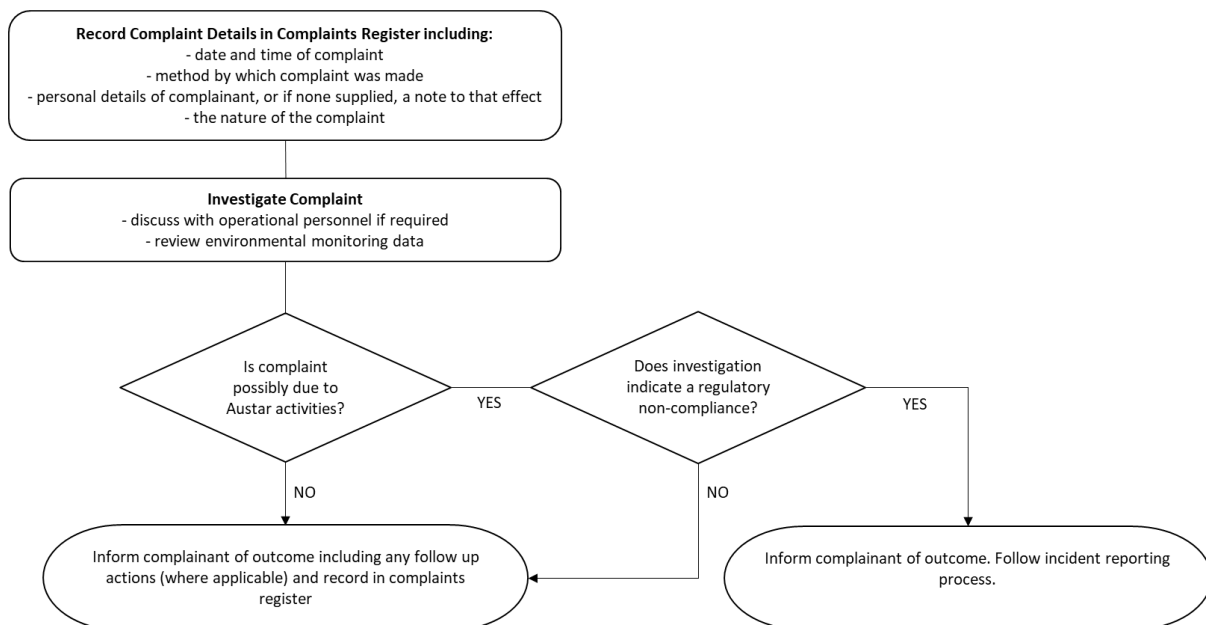 Record Complaint Details in Complaints Register including:
- date and time of complaint
- method by which complaint was made
- personal details of complainant, or if none supplied, a note to that effect
- the nature of the complaint
Investigate Complaint
- discuss with operational personnel if required
- review environmental monitoring data
Is complaint
possibly due to
Austar activities?
YES
Does investigation
indicate a regulatory
non-compliance?
YES
NO
NO
Inform complainant of outcome including any follow up
actions (where applicable) and record in complaints
register
Inform complainant of outcome. Follow incident reporting
process.